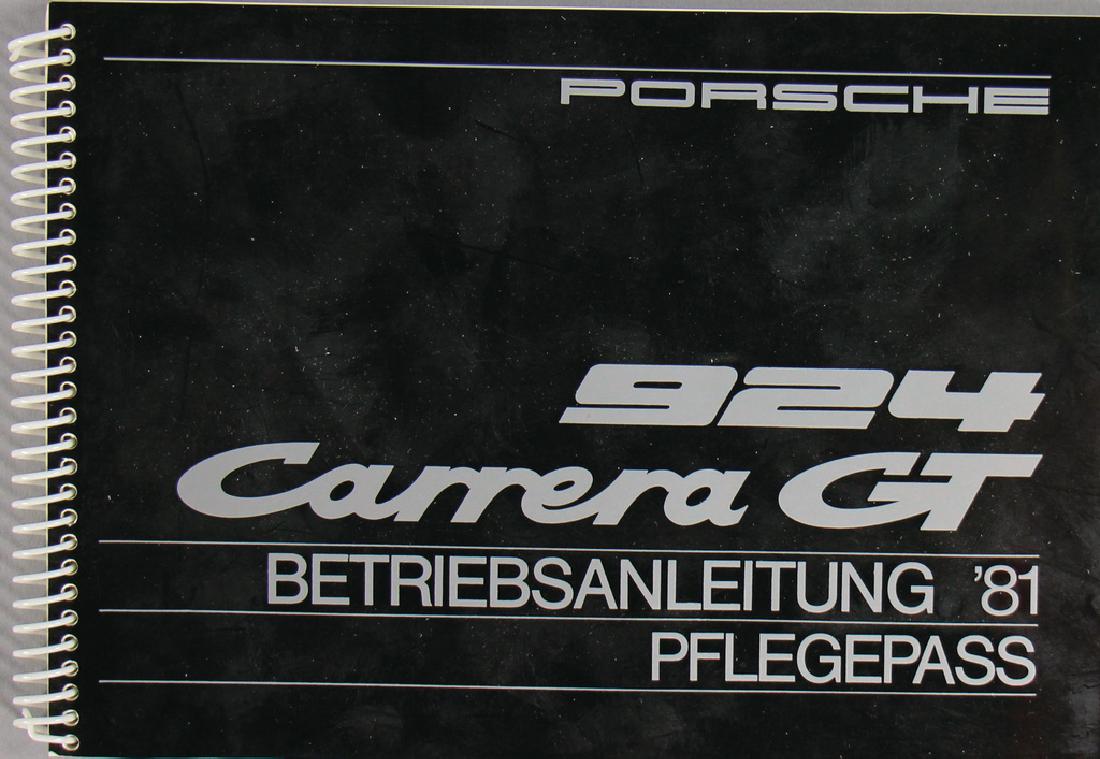 PORSCHE
924
Carrera GT
BETRIEBSANLEITUNG '81
PFLEGEPASS